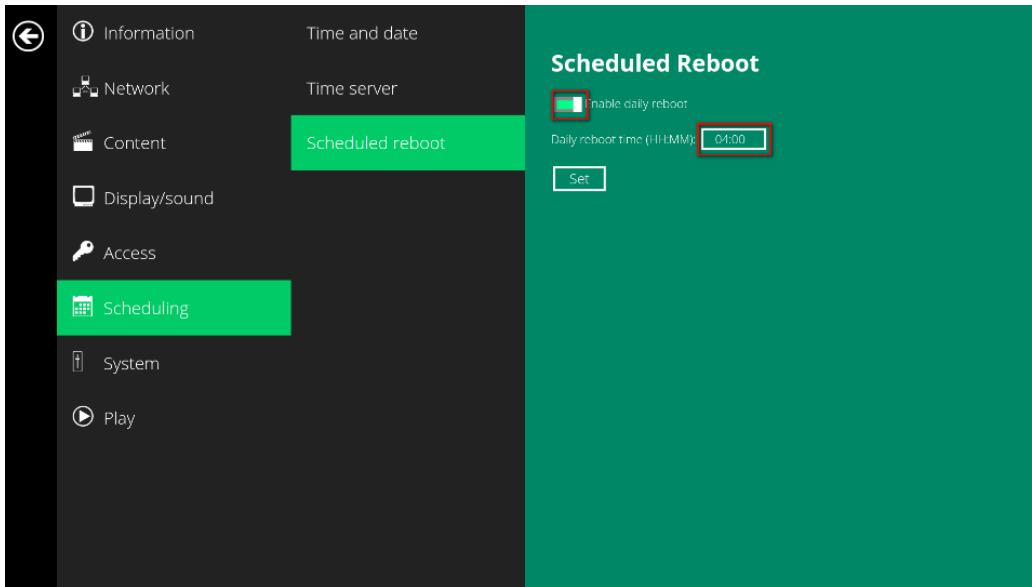 Information
Network
Content
Display/sound
Access
Scheduling
System
Play
Time and date
Time server
Scheduled reboot
Scheduled Reboot
Enable daily reboot
Daily reboot time (HH:MM): 04:00
Set